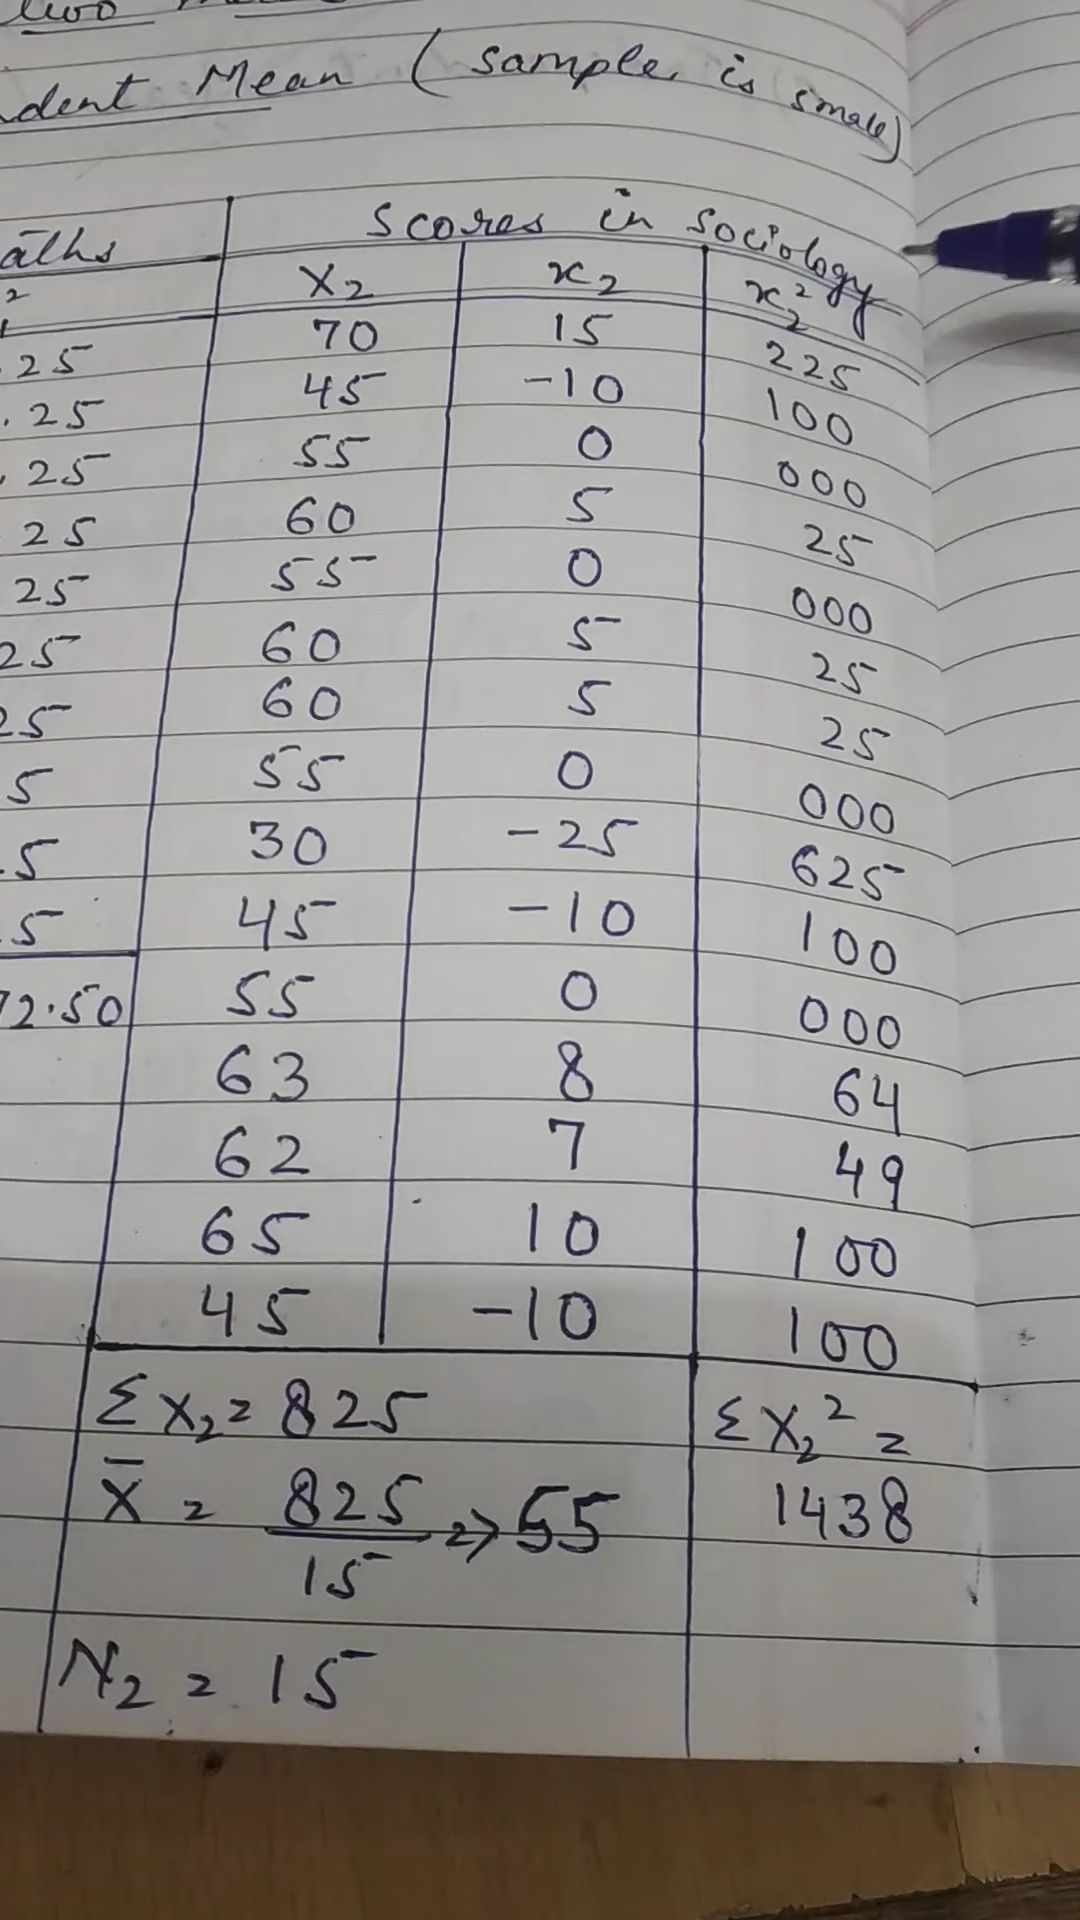 two
dent Mean (sample is small)
Scores in Sociology
X₂ x₂ x₂²
.25 70 15 225
.25 45 -10 100
.25 55 0 000
25 60 5 25
25 55 0 000
25 60 5 25
25 60 5 25
5 55 0 000
.5 30 -25 625
.5 45 -10 100
72.50 55 0 000
63 8 64
62 7 49
65 10 100
45 -10 100
ΣX₂ = 825 ΣX₂² =
X̄ = 825/15 => 55 1438
N₂ = 15